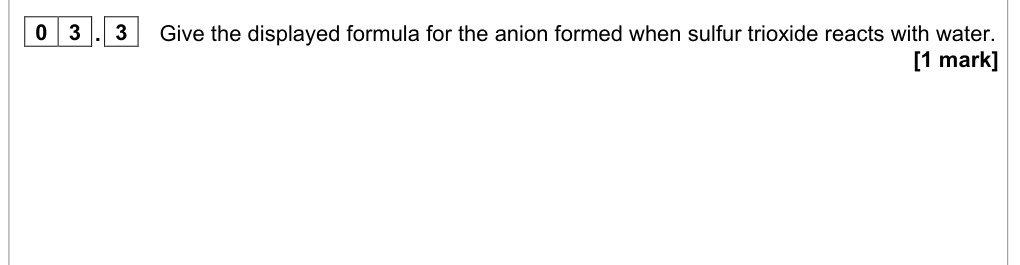 0 3 . 3 Give the displayed formula for the anion formed when sulfur trioxide reacts with water.
[1 mark]